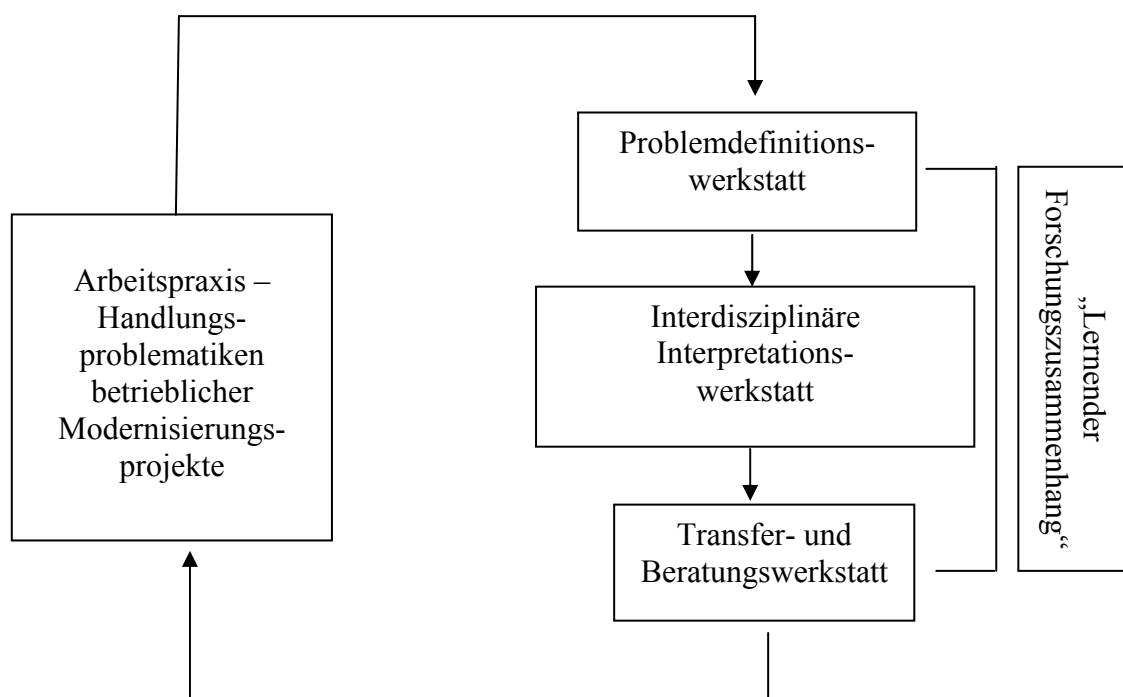 Problemdefinitions-
werkstatt
Arbeitspraxis –
Handlungs-
problematiken
betrieblicher
Modernisierungs-
projekte
Interdisziplinäre
Interpretations-
werkstatt
Transfer- und
Beratungswerkstatt
„Lernender
Forschungszusammenhang“